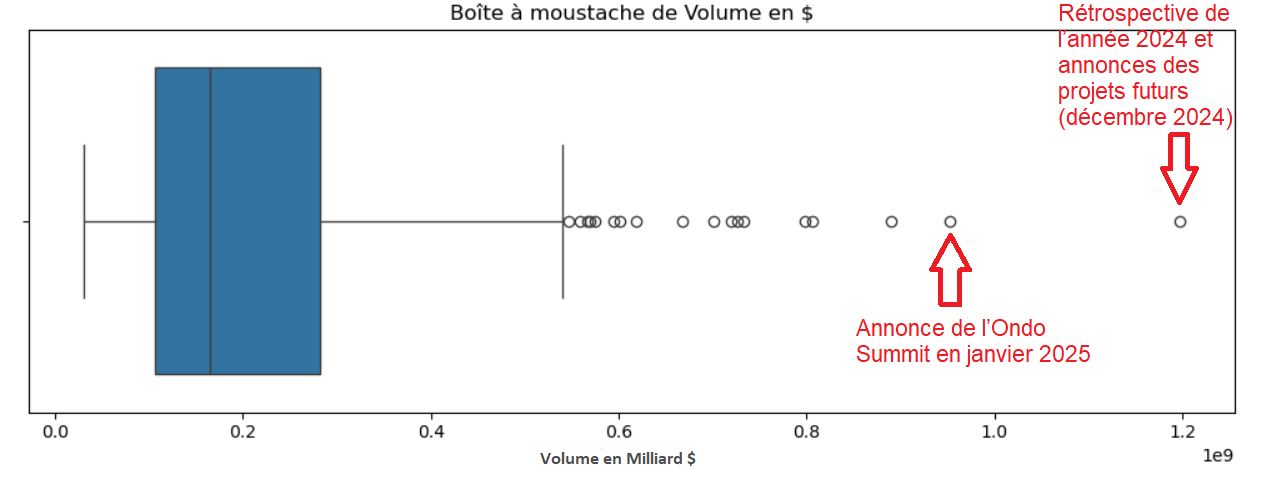 Boîte à moustache de Volume en $
Rétrospective de
l'année 2024 et
annonces des
projets futurs
(décembre 2024)
Annonce de l'Ondo
Summit en janvier 2025
0.0 0.2 0.4 0.6 0.8 1.0 1.2
1e9
Volume en Milliard $